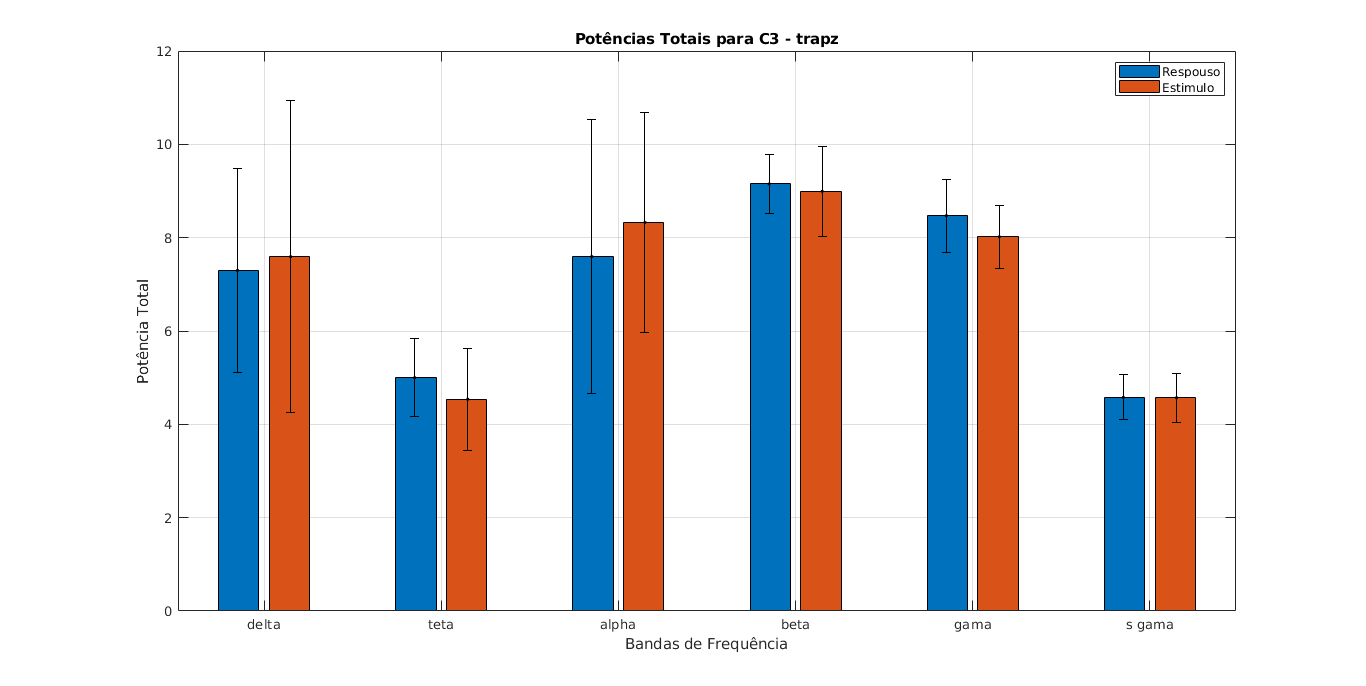 Potências Totais para C3 - trapz
12
10
8
6
4
2
0
Potência Total
Respouso
Estimulo
delta teta alpha beta gama s gama
Bandas de Frequência